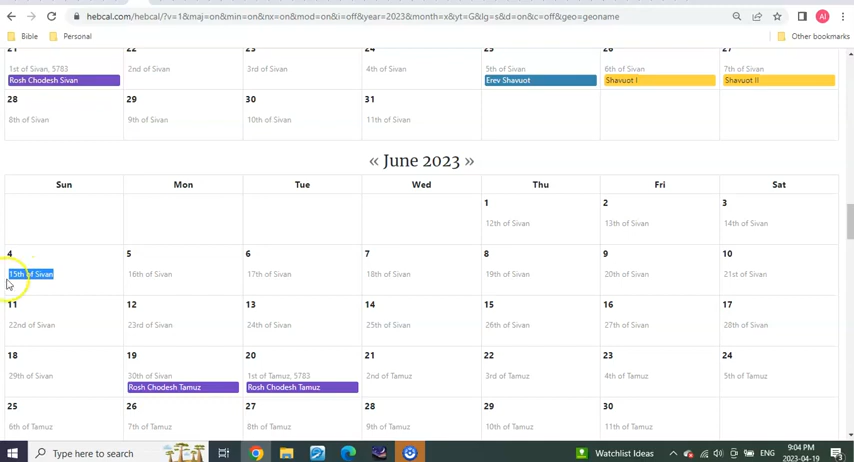 hebcal.com/hebcal/?v=1&maj=on&min=on&nx=on&mod=on&i=off&year=2023&month=x&yt=G&lg=s&d=on&c=off&geo=geoname
AI
Bible Personal Other bookmarks
21 22 23 24 25 26 27
1st of Sivan, 5783 2nd of Sivan 3rd of Sivan 4th of Sivan 5th of Sivan 6th of Sivan 7th of Sivan
Rosh Chodesh Sivan Erev Shavuot Shavuot I Shavuot II
28 29 30 31
8th of Sivan 9th of Sivan 10th of Sivan 11th of Sivan
« June 2023 »
Sun Mon Tue Wed Thu Fri Sat
1 2 3
12th of Sivan 13th of Sivan 14th of Sivan
4 5 6 7 8 9 10
15th of Sivan 16th of Sivan 17th of Sivan 18th of Sivan 19th of Sivan 20th of Sivan 21st of Sivan
11 12 13 14 15 16 17
22nd of Sivan 23rd of Sivan 24th of Sivan 25th of Sivan 26th of Sivan 27th of Sivan 28th of Sivan
18 19 20 21 22 23 24
29th of Sivan 30th of Sivan 1st of Tamuz, 5783 2nd of Tamuz 3rd of Tamuz 4th of Tamuz 5th of Tamuz
Rosh Chodesh Tamuz Rosh Chodesh Tamuz
25 26 27 28 29 30
6th of Tamuz 7th of Tamuz 8th of Tamuz 9th of Tamuz 10th of Tamuz 11th of Tamuz
Type here to search Watchlist Ideas ENG 9:04 PM
2023-04-19 3